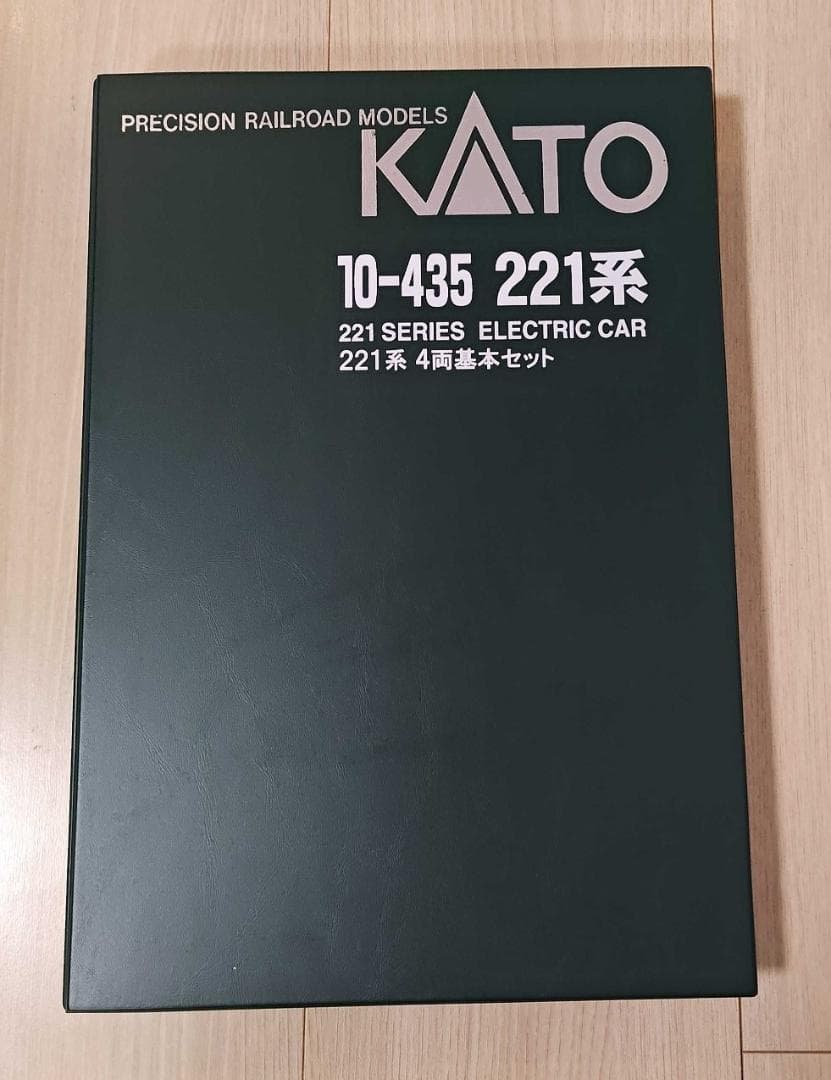 PRECISION RAILROAD MODELS
KATO
10-435 221系
221 SERIES ELECTRIC CAR
221系 4両基本セット